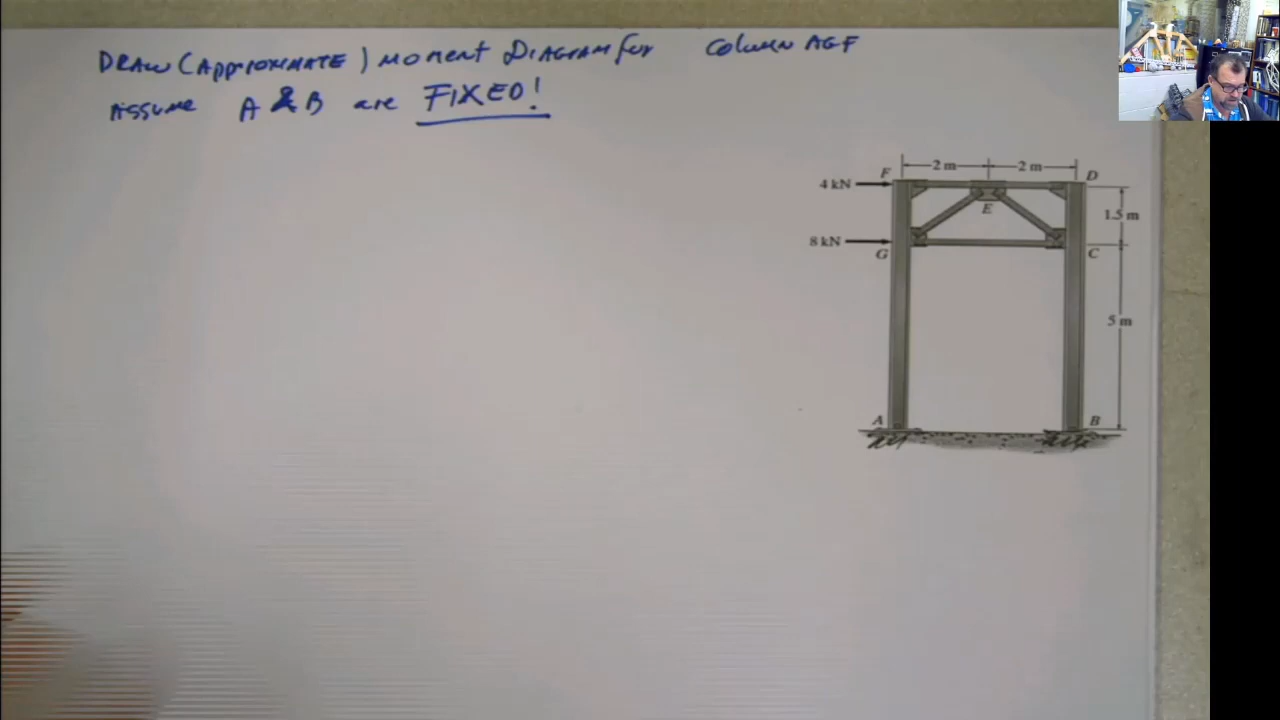 DRAW (APPROXIMATE) MOMENT DIAGRAM for COLUMN AGF
ASSUME A & B are FIXED!
2 m 2 m
F D
4 kN
E
1.5 m
8 kN
G C
5 m
A B